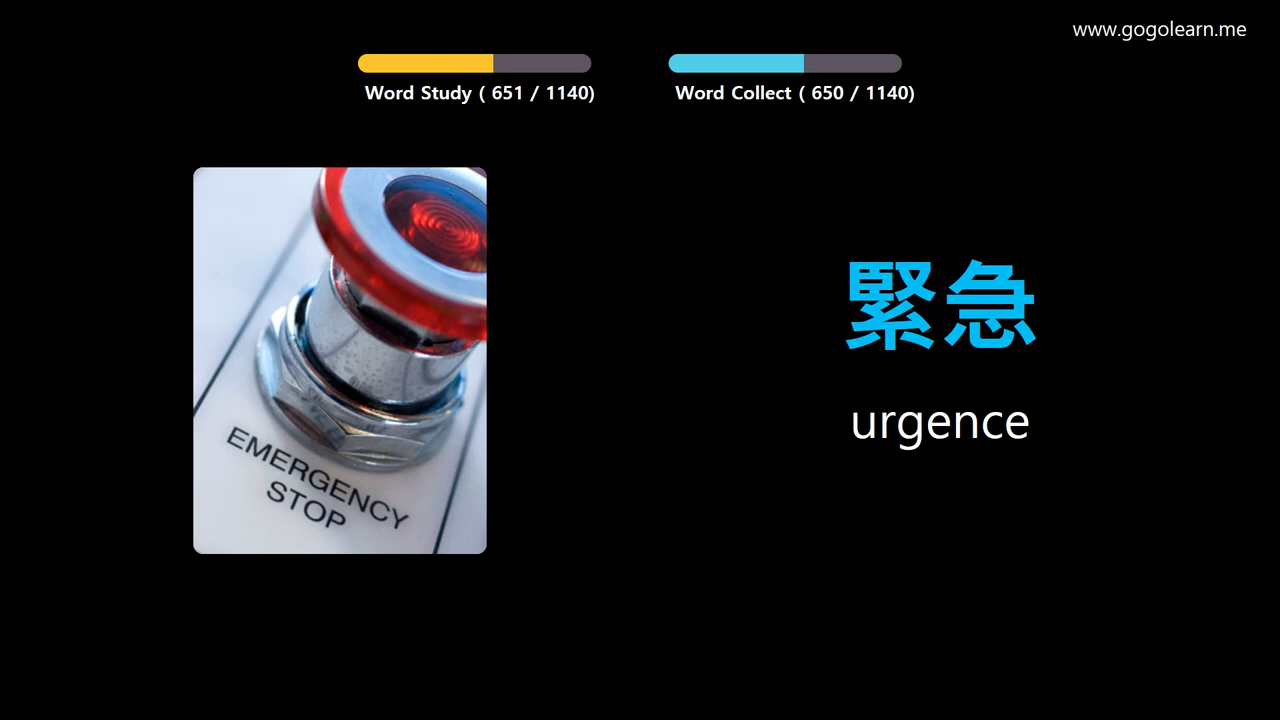 www.gogolearn.me
Word Study ( 651 / 1140)
Word Collect ( 650 / 1140)
緊急
urgence
EMERGENCY
STOP